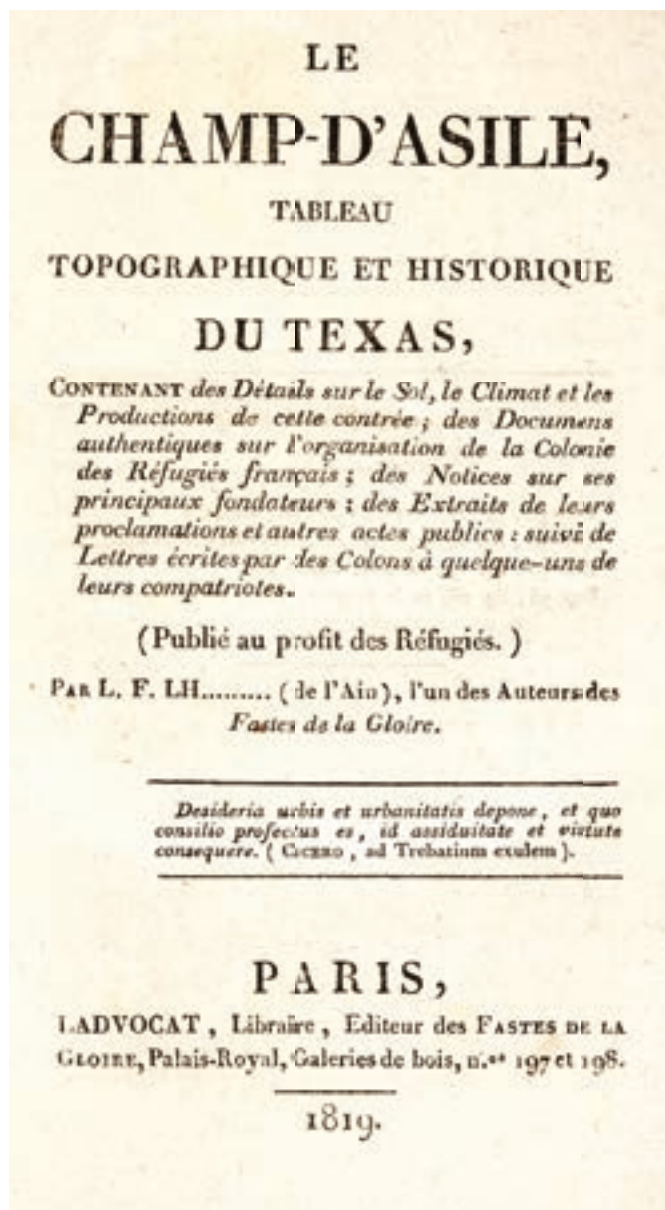 LE
CHAMP-D'ASILE,
TABLEAU
TOPOGRAPHIQUE ET HISTORIQUE
DU TEXAS,
CONTENANT des Détails sur le Sol, le Climat et les
Productions de cette contrée; des Documens
authentiques sur l'organisation de la Colonie
des Réfugiés français; des Notices sur ses
principaux fondateurs; des Extraits de leurs
proclamations et autres actes publics: suivi de
Lettres écrites par des Colons à quelque-uns de
leurs compatriotes.
(Publié au profit des Réfugiés.)
PAR L. F. LH......... (de l'Ain), l'un des Auteurs des
Fastes de la Gloire.
Desideria urbis et urbanitatis depone, et quo
consilio profectus es, id assiduitate et virtute
consequere. (CICERO, ad Trebatium exulem).
PARIS,
LADVOCAT, Libraire, Editeur des FASTES DE LA
GLOIRE, Palais-Royal, Galeries de bois, n.os 197 et 198.
1819.